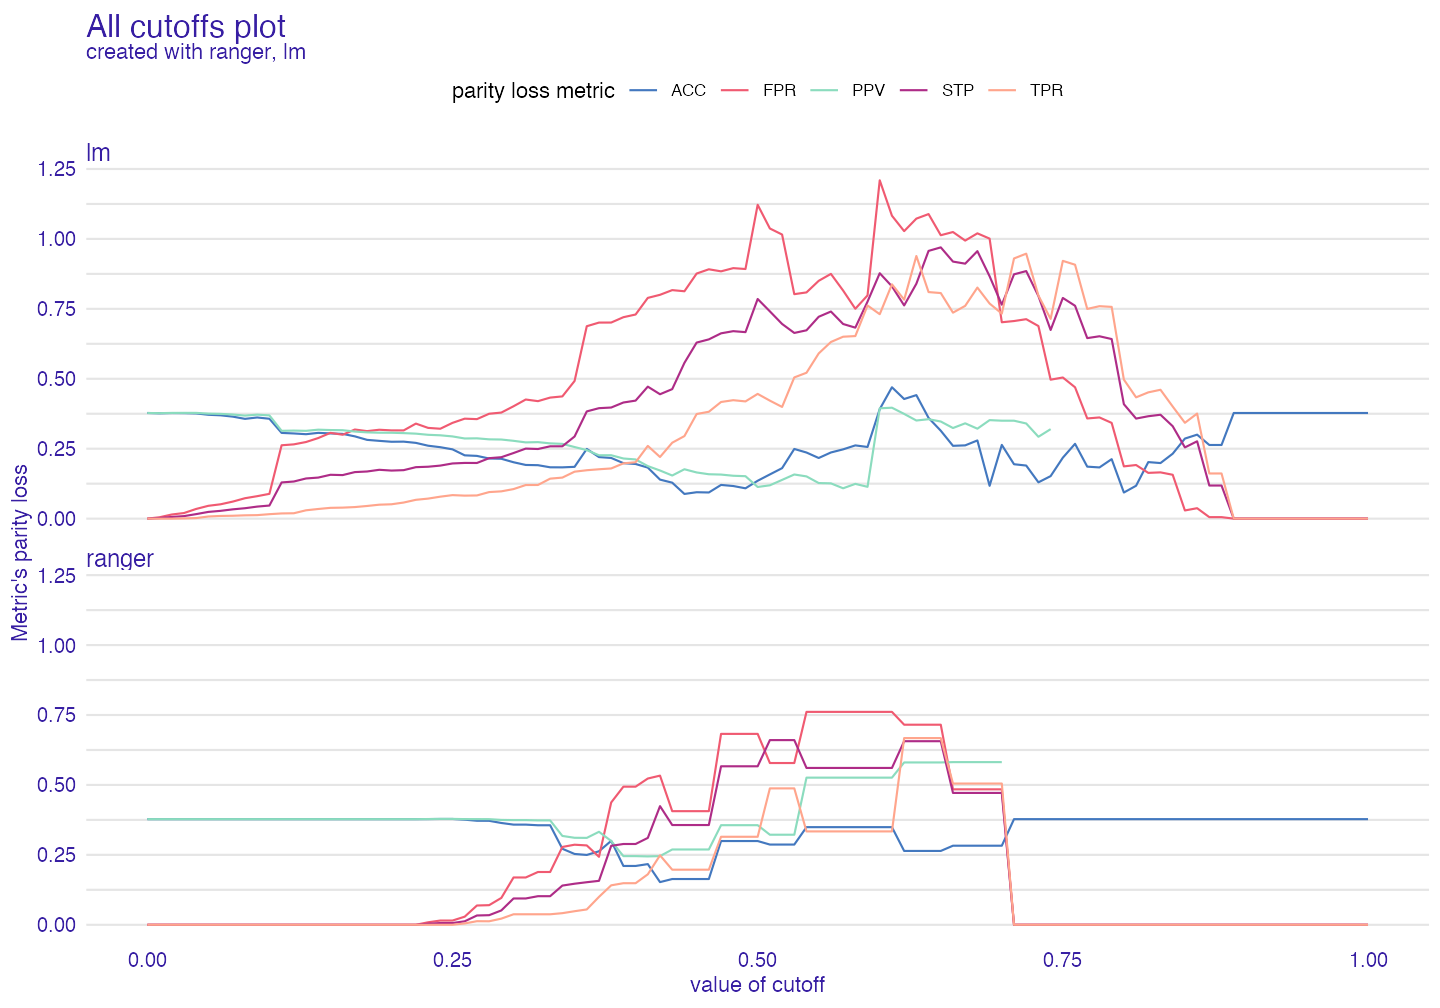 All cutoffs plot
created with ranger, lm
parity loss metric ACC FPR PPV STP TPR
lm
1.25
1.00
0.75
0.50
0.25
0.00
Metric's parity loss
ranger
1.25
1.00
0.75
0.50
0.25
0.00
0.00 0.25 0.50 0.75 1.00
value of cutoff